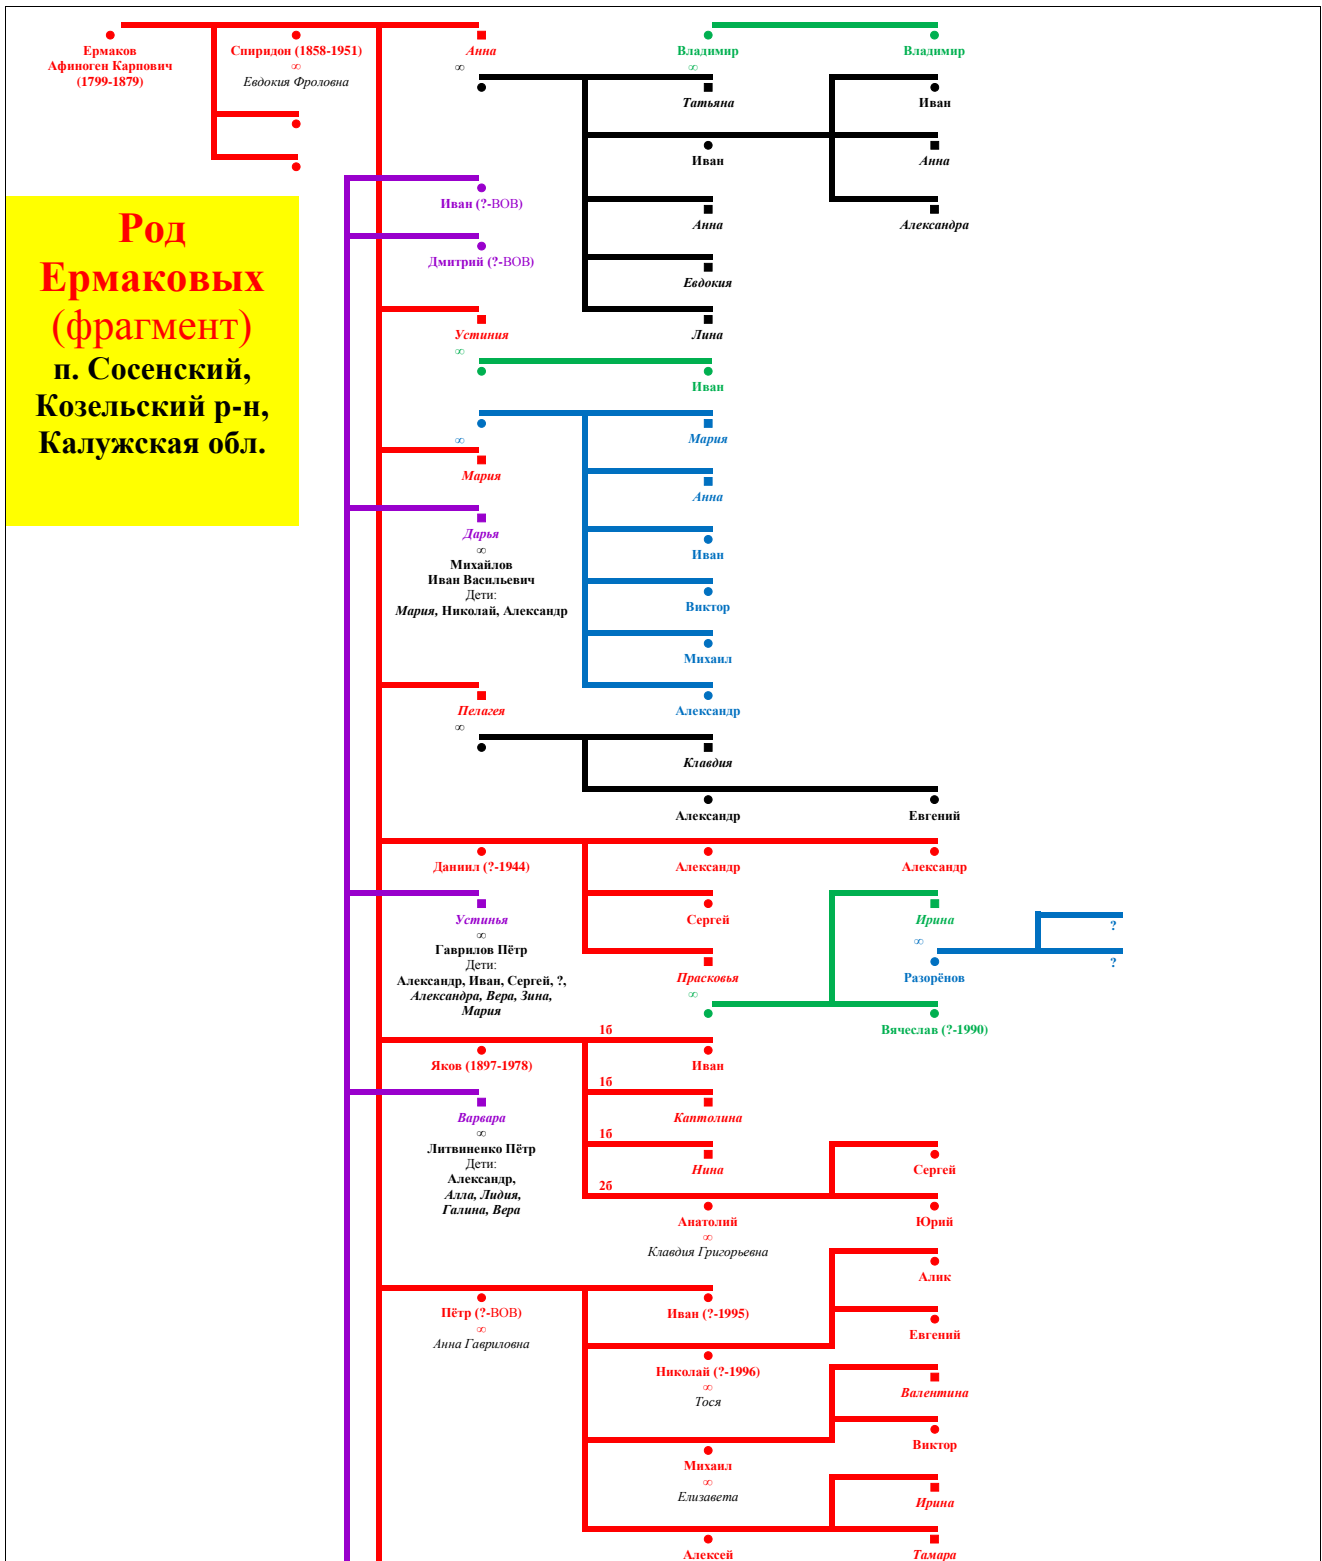 Ермаков
Афиноген Карпович
(1799-1879)
Спиридон (1858-1951)
∞
Евдокия Фроловна
Анна
∞
Владимир
∞
Владимир
Татьяна
Иван
Иван
Анна
Анна
Александра
Евдокия
Лина
Род
Ермаковых
(фрагмент)
п. Сосенский,
Козельский р-н,
Калужская обл.
Иван (?-ВОВ)
Дмитрий (?-ВОВ)
Устиния
∞
Иван
∞
Мария
Мария
Анна
Иван
Виктор
Михаил
Александр
Дарья
∞
Михайлов
Иван Васильевич
Дети:
Мария, Николай, Александр
Пелагея
∞
Клавдия
Александр
Евгений
Даниил (?-1944)
Александр
Александр
Сергей
Прасковья
∞
Ирина
∞
Разорёнов
?
?
Вячеслав (?-1990)
Устинья
∞
Гаврилов Пётр
Дети:
Александр, Иван, Сергей, ?,
Александра, Вера, Зина,
Мария
Яков (1897-1978)
1б
Иван
1б
Каптолина
1б
Нина
2б
Анатолий
∞
Клавдия Григорьевна
Сергей
Юрий
Варвара
∞
Литвиненко Пётр
Дети:
Александр,
Алла, Лидия,
Галина, Вера
Пётр (?-ВОВ)
∞
Анна Гавриловна
Иван (?-1995)
Николай (?-1996)
∞
Тося
Алик
Евгений
Михаил
∞
Елизавета
Валентина
Виктор
Алексей
Ирина
Тамара